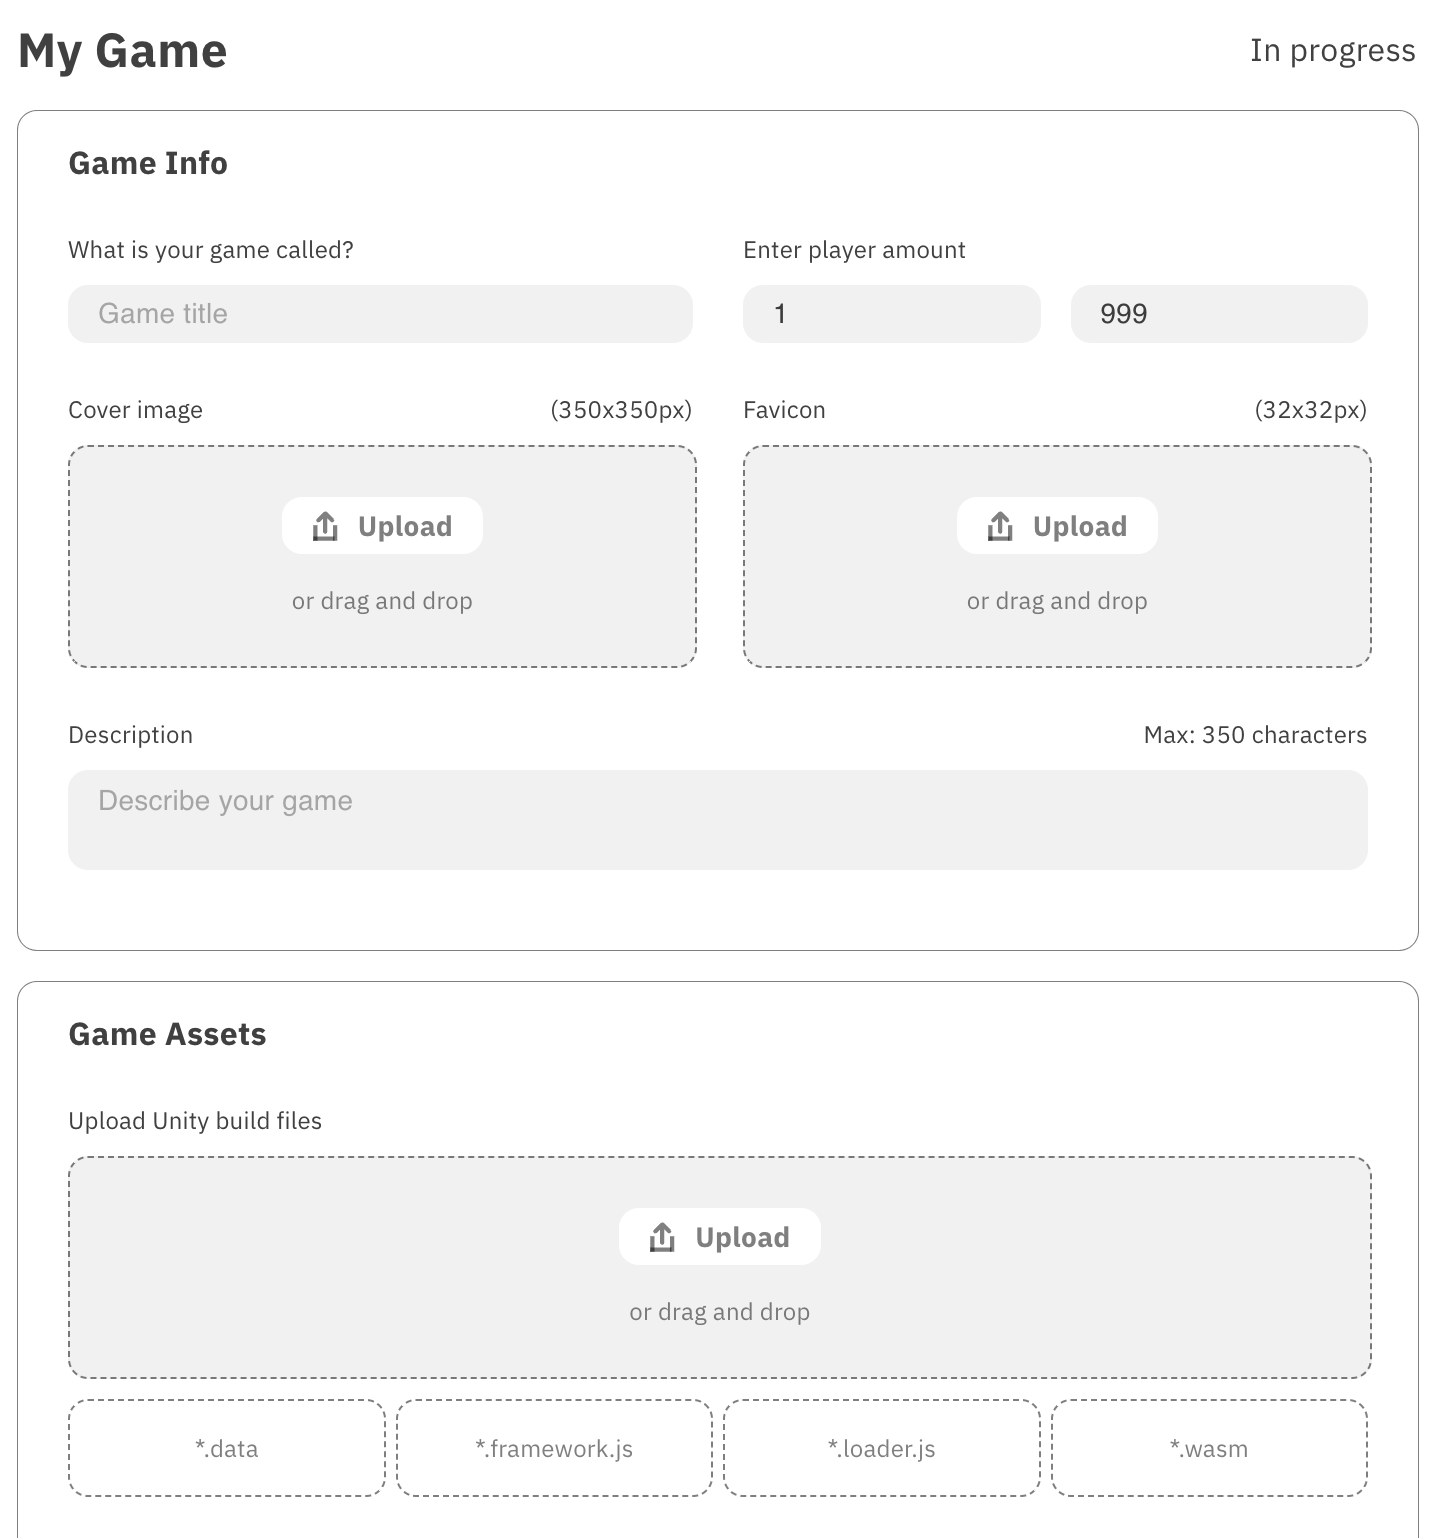 My Game
In progress
Game Info
What is your game called?
Enter player amount
Game title
1
999
Cover image
(350x350px)
Favicon
(32x32px)
Upload
Upload
or drag and drop
or drag and drop
Description
Max: 350 characters
Describe your game
Game Assets
Upload Unity build files
Upload
or drag and drop
*.data
*.framework.js
*.loader.js
*.wasm